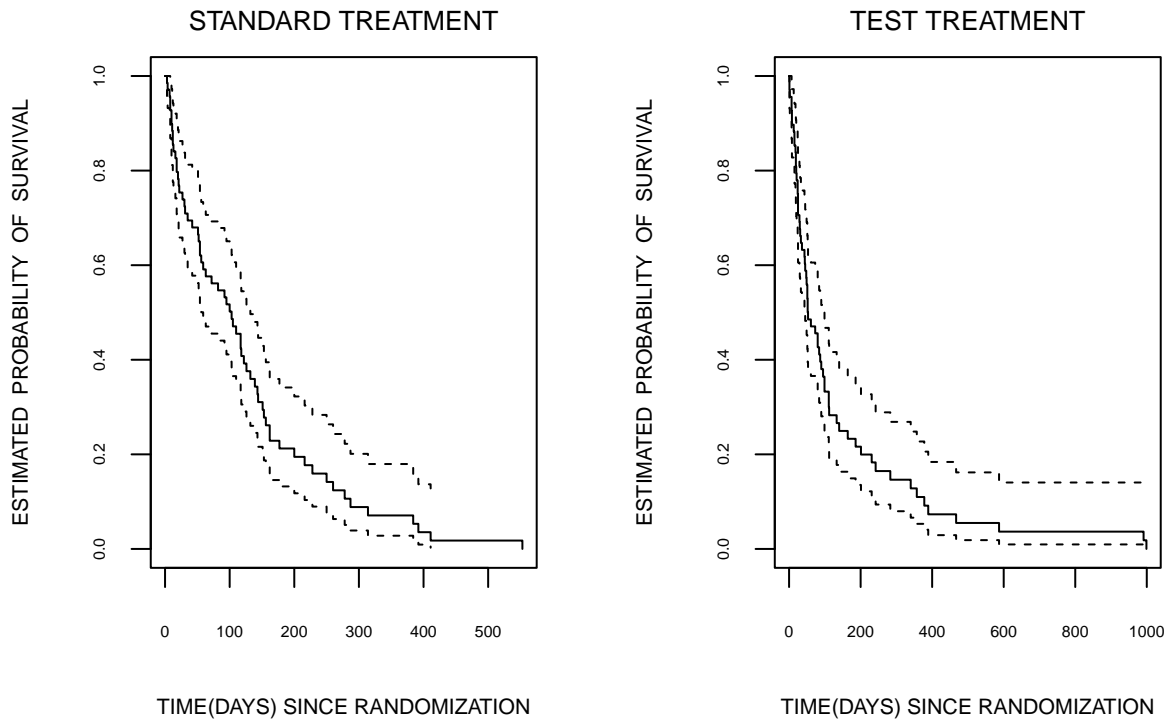 STANDARD TREATMENT
ESTIMATED PROBABILITY OF SURVIVAL
1.0
0.8
0.6
0.4
0.2
0.0
0 100 200 300 400 500
TIME(DAYS) SINCE RANDOMIZATION
TEST TREATMENT
ESTIMATED PROBABILITY OF SURVIVAL
1.0
0.8
0.6
0.4
0.2
0.0
0 200 400 600 800 1000
TIME(DAYS) SINCE RANDOMIZATION